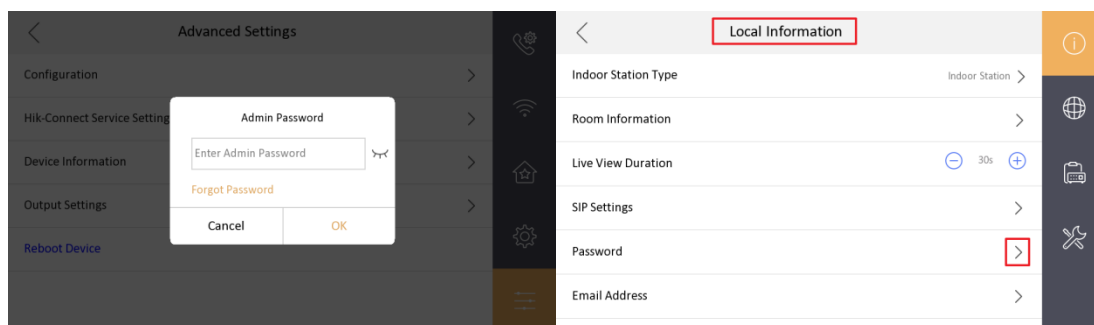 Advanced Settings
Configuration
Hik-Connect Service Setting
Device Information
Output Settings
Reboot Device
Admin Password
Enter Admin Password
Forgot Password
Cancel
OK
Local Information
Indoor Station Type
Indoor Station
Room Information
Live View Duration
30s
SIP Settings
Password
Email Address